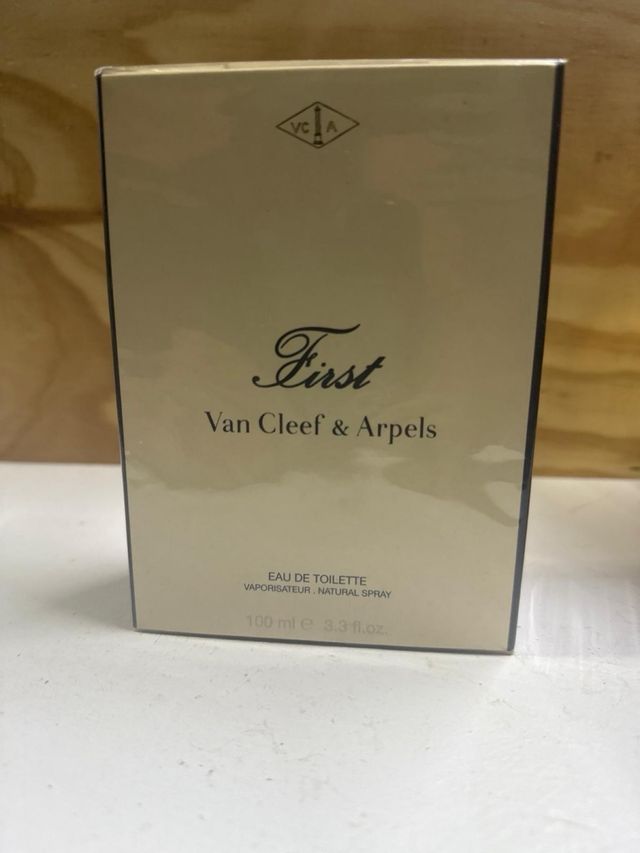 VC A
First
Van Cleef & Arpels
EAU DE TOILETTE
VAPORISATEUR . NATURAL SPRAY
100 ml ℮ 3.3 fl.oz.